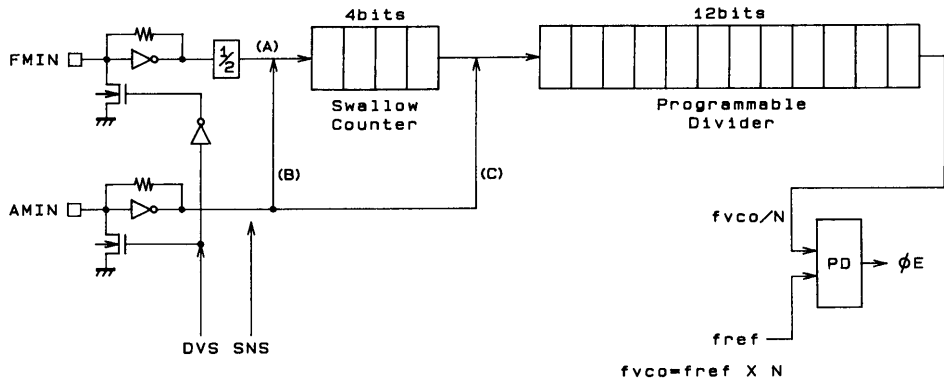 4bits
12bits
FMIN
1/2
(A)
Swallow
Counter
Programmable
Divider
(B)
(C)
AMIN
fvco/N
PD
φE
DVS SNS
fref
fvco=fref X N